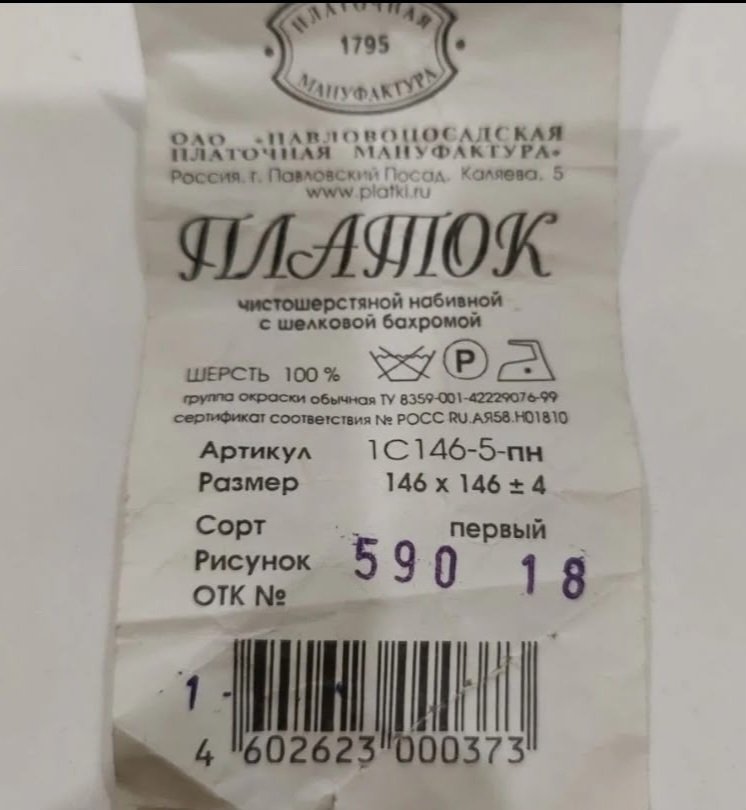 ПЛАТОЧНАЯ
1795
МАНУФАКТУРА
ОАО «ПАВЛОВОПОСАДСКАЯ
ПЛАТОЧНАЯ МАНУФАКТУРА»
Россия, г. Павловский Посад, Каляева, 5
www.platki.ru
ПЛАТОК
чистошерстяной набивной
с шелковой бахромой
ШЕРСТЬ 100 % P
группа окраски обычная ТУ 8359-001-42229076-99
сертификат соответствия № РОСС RU.АЯ58.Н01810
Артикул 1С146-5-пн
Размер 146 х 146 ± 4
Сорт первый
Рисунок 590 18
ОТК №
1 -
4 602623 000373